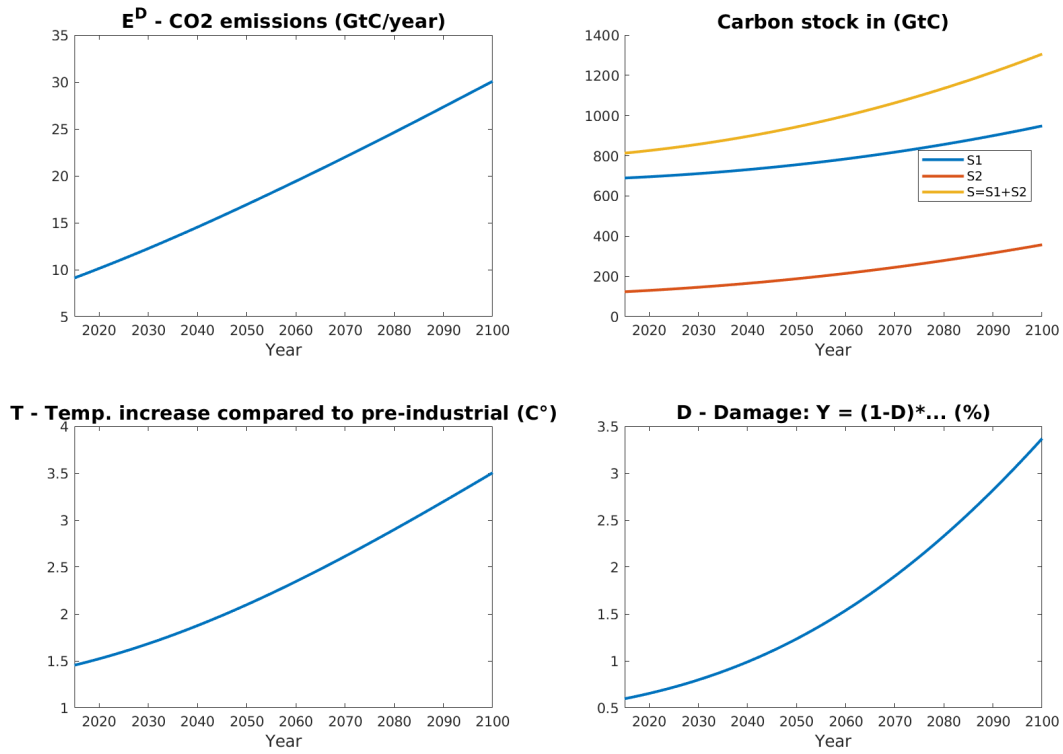 E^D - CO2 emissions (GtC/year)
35
30
25
20
15
10
5
2020 2030 2040 2050 2060 2070 2080 2090 2100
Year
Carbon stock in (GtC)
1400
1200
1000
800
600
400
200
0
S1
S2
S=S1+S2
2020 2030 2040 2050 2060 2070 2080 2090 2100
Year
T - Temp. increase compared to pre-industrial (C°)
4
3.5
3
2.5
2
1.5
1
2020 2030 2040 2050 2060 2070 2080 2090 2100
Year
D - Damage: Y = (1-D)*... (%)
3.5
3
2.5
2
1.5
1
0.5
2020 2030 2040 2050 2060 2070 2080 2090 2100
Year